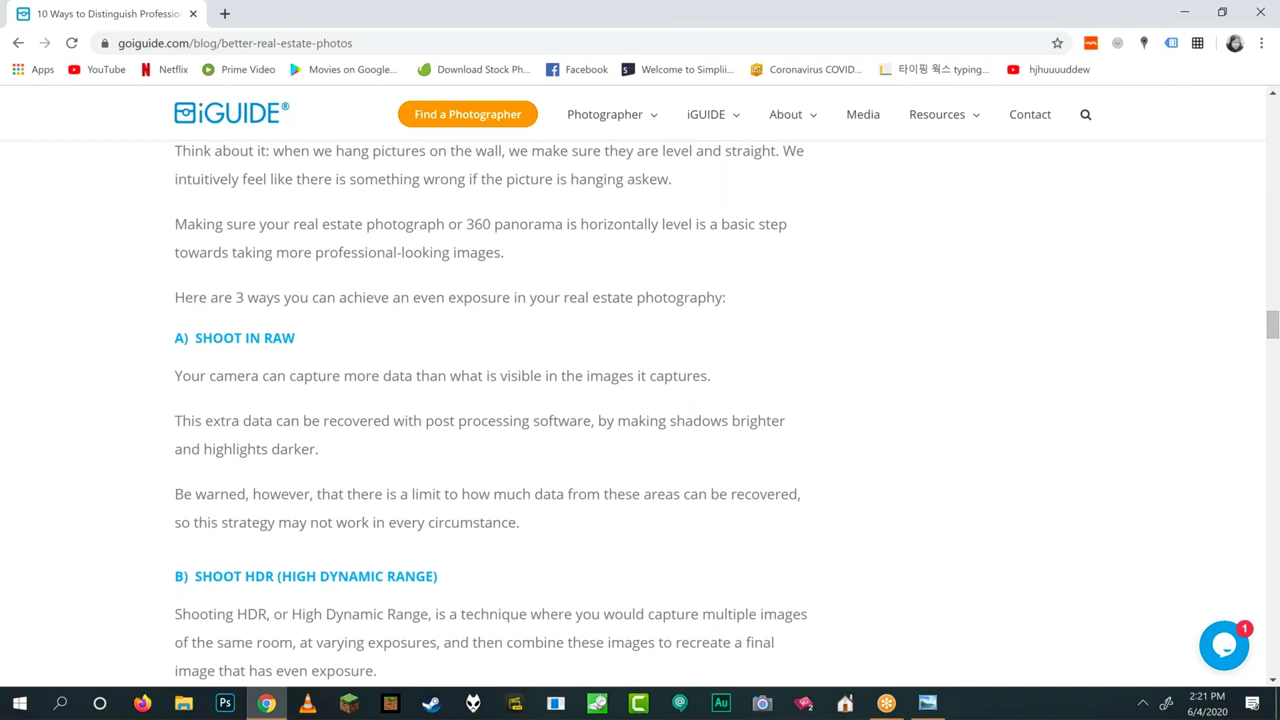 10 Ways to Distinguish Professio
goiguide.com/blog/better-real-estate-photos
Apps YouTube Netflix Prime Video Movies on Google... Download Stock Ph... Facebook Welcome to Simplii... Coronavirus COVID... 타이핑 웍스 typing... hjhuuuuddew
iGUIDE® Find a Photographer Photographer iGUIDE About Media Resources Contact
Think about it: when we hang pictures on the wall, we make sure they are level and straight. We
intuitively feel like there is something wrong if the picture is hanging askew.
Making sure your real estate photograph or 360 panorama is horizontally level is a basic step
towards taking more professional-looking images.
Here are 3 ways you can achieve an even exposure in your real estate photography:
A) SHOOT IN RAW
Your camera can capture more data than what is visible in the images it captures.
This extra data can be recovered with post processing software, by making shadows brighter
and highlights darker.
Be warned, however, that there is a limit to how much data from these areas can be recovered,
so this strategy may not work in every circumstance.
B) SHOOT HDR (HIGH DYNAMIC RANGE)
Shooting HDR, or High Dynamic Range, is a technique where you would capture multiple images
of the same room, at varying exposures, and then combine these images to recreate a final
image that has even exposure.
1
Ps Au
2:21 PM
6/4/2020